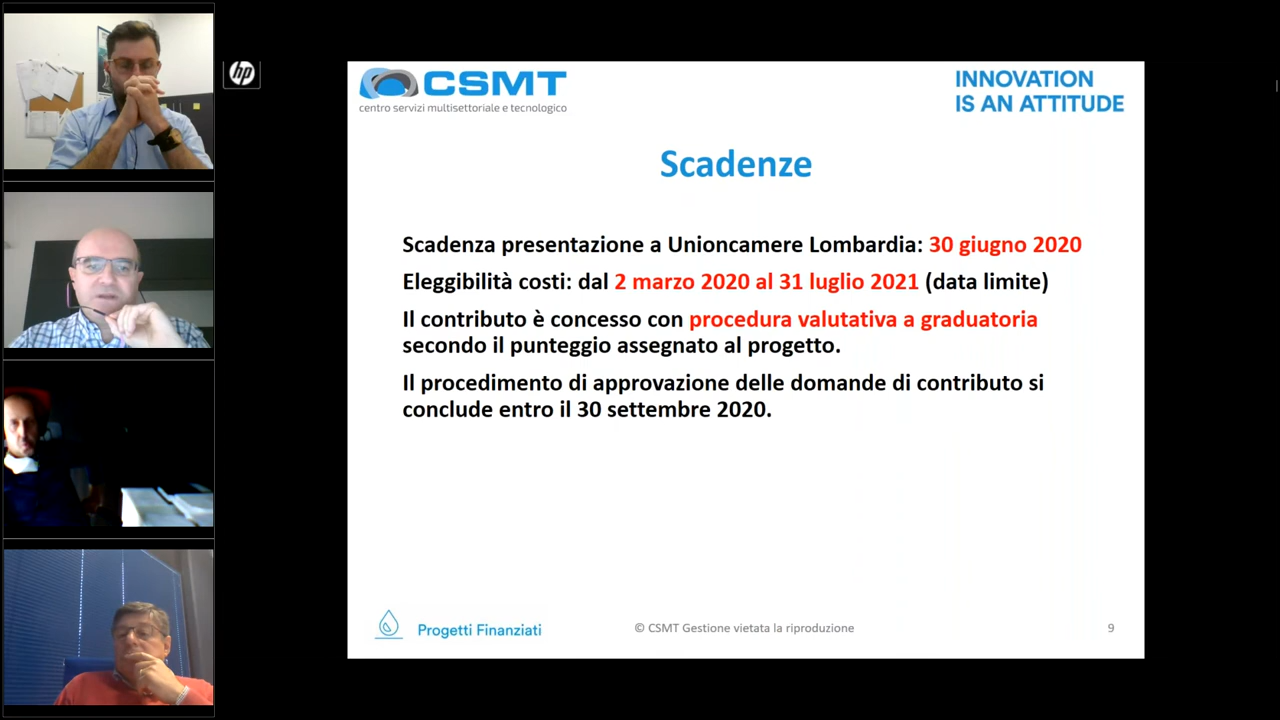 hp
CSMT
centro servizi multisettoriale e tecnologico
INNOVATION
IS AN ATTITUDE
Scadenze
Scadenza presentazione a Unioncamere Lombardia: 30 giugno 2020
Eleggibilità costi: dal 2 marzo 2020 al 31 luglio 2021 (data limite)
Il contributo è concesso con procedura valutativa a graduatoria
secondo il punteggio assegnato al progetto.
Il procedimento di approvazione delle domande di contributo si
conclude entro il 30 settembre 2020.
Progetti Finanziati
© CSMT Gestione vietata la riproduzione
9